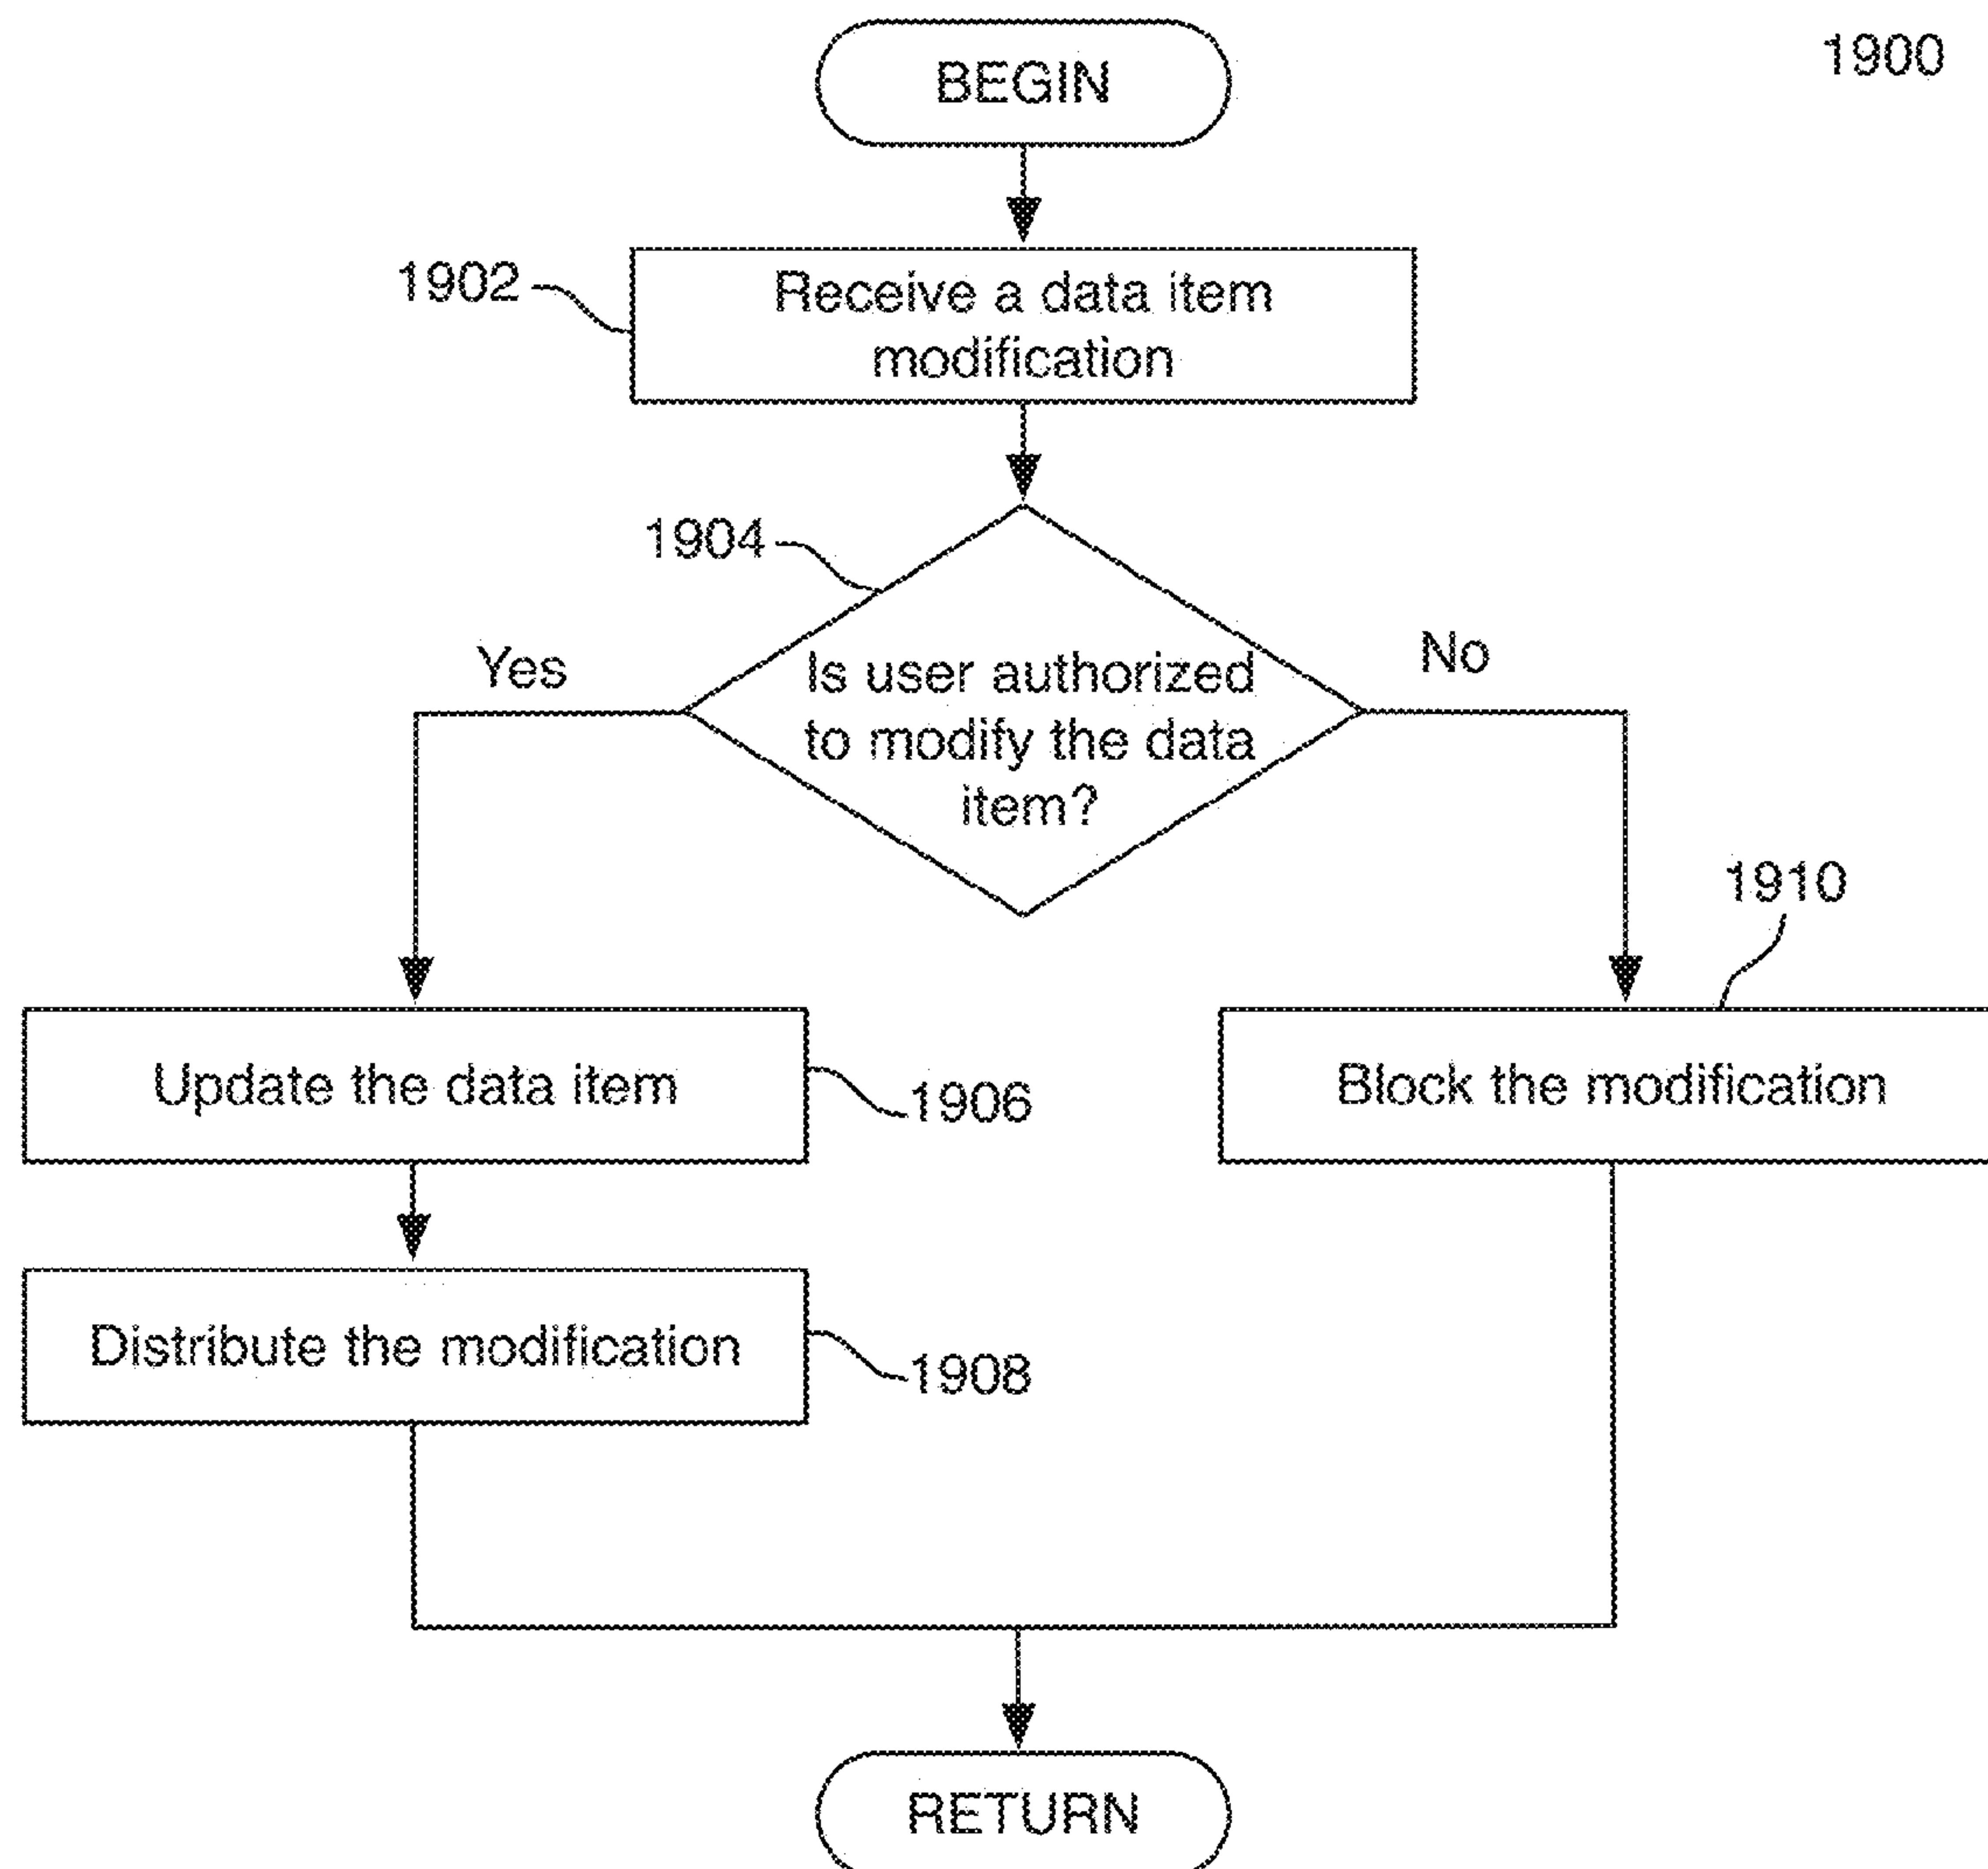 1900
BEGIN
1902
Receive a data item
modification
1904
Yes
No
Is user authorized
to modify the data
item?
1910
Update the data item
1906
Block the modification
Distribute the modification
1908
RETURN